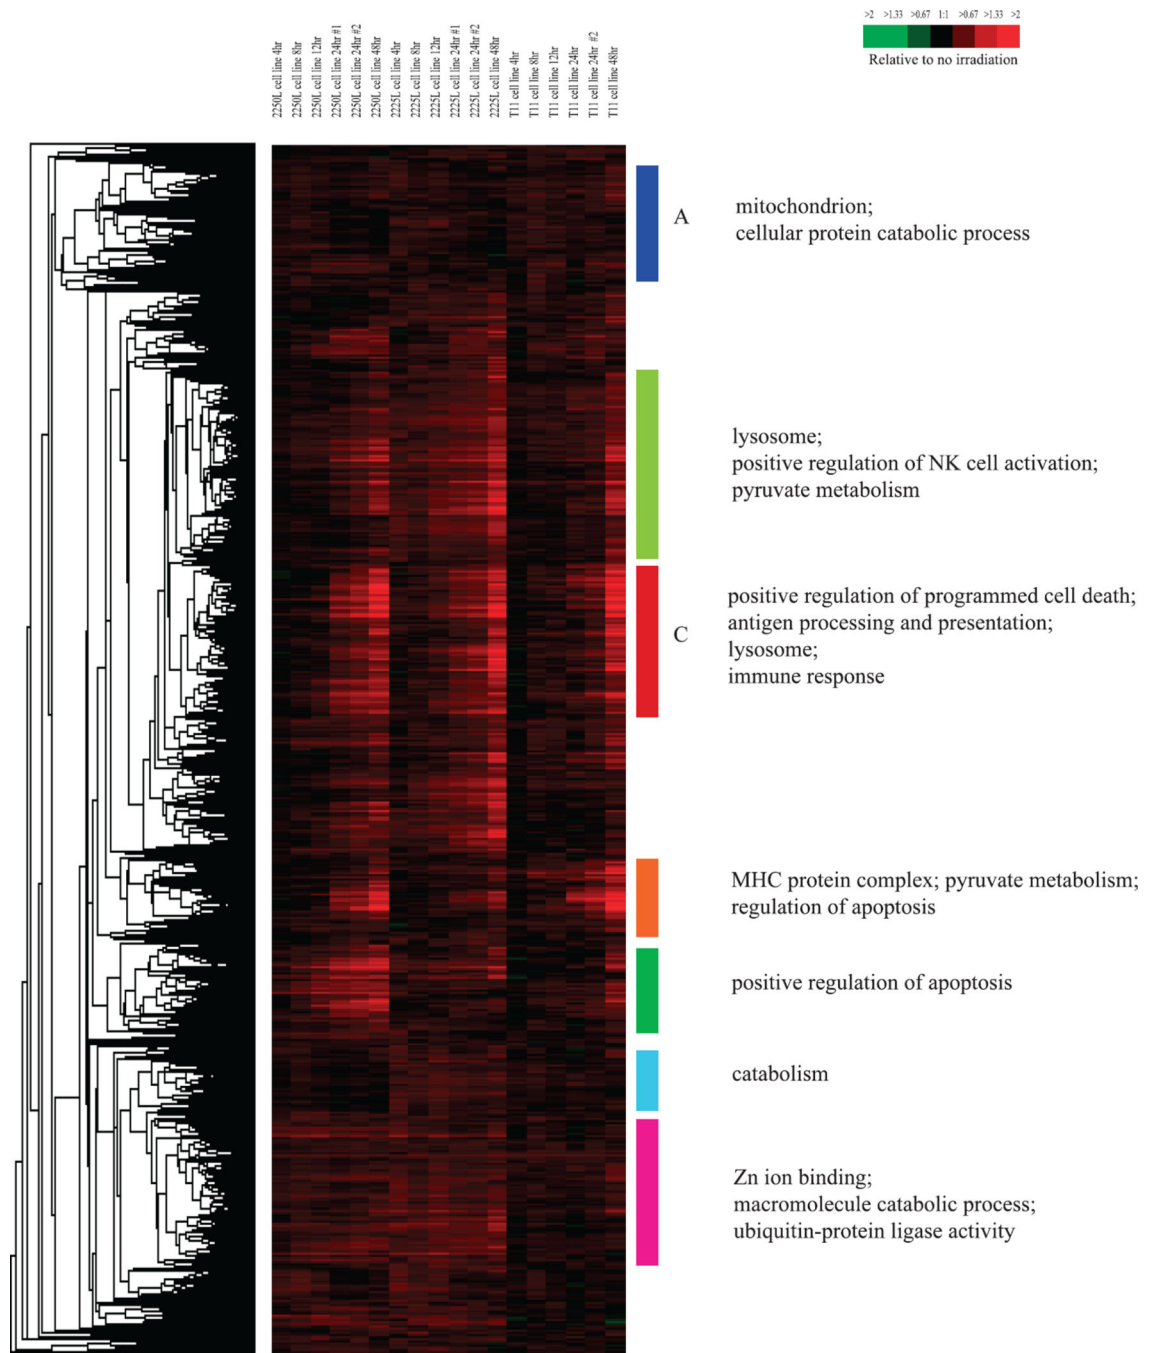 >2 >1.33 >0.67 1:1 >0.67 >1.33 >2
Relative to no irradiation
2250L cell line 4hr
2250L cell line 8hr
2250L cell line 12hr
2250L cell line 24hr #1
2250L cell line 24hr #2
2250L cell line 48hr
2225L cell line 4hr
2225L cell line 8hr
2225L cell line 12hr
2225L cell line 24hr #1
2225L cell line 24hr #2
2225L cell line 48hr
T11 cell line 4hr
T11 cell line 8hr
T11 cell line 12hr
T11 cell line 24hr
T11 cell line 24hr #2
T11 cell line 48hr
A
mitochondrion;
cellular protein catabolic process
lysosome;
positive regulation of NK cell activation;
pyruvate metabolism
C
positive regulation of programmed cell death;
antigen processing and presentation;
lysosome;
immune response
MHC protein complex; pyruvate metabolism;
regulation of apoptosis
positive regulation of apoptosis
catabolism
Zn ion binding;
macromolecule catabolic process;
ubiquitin-protein ligase activity